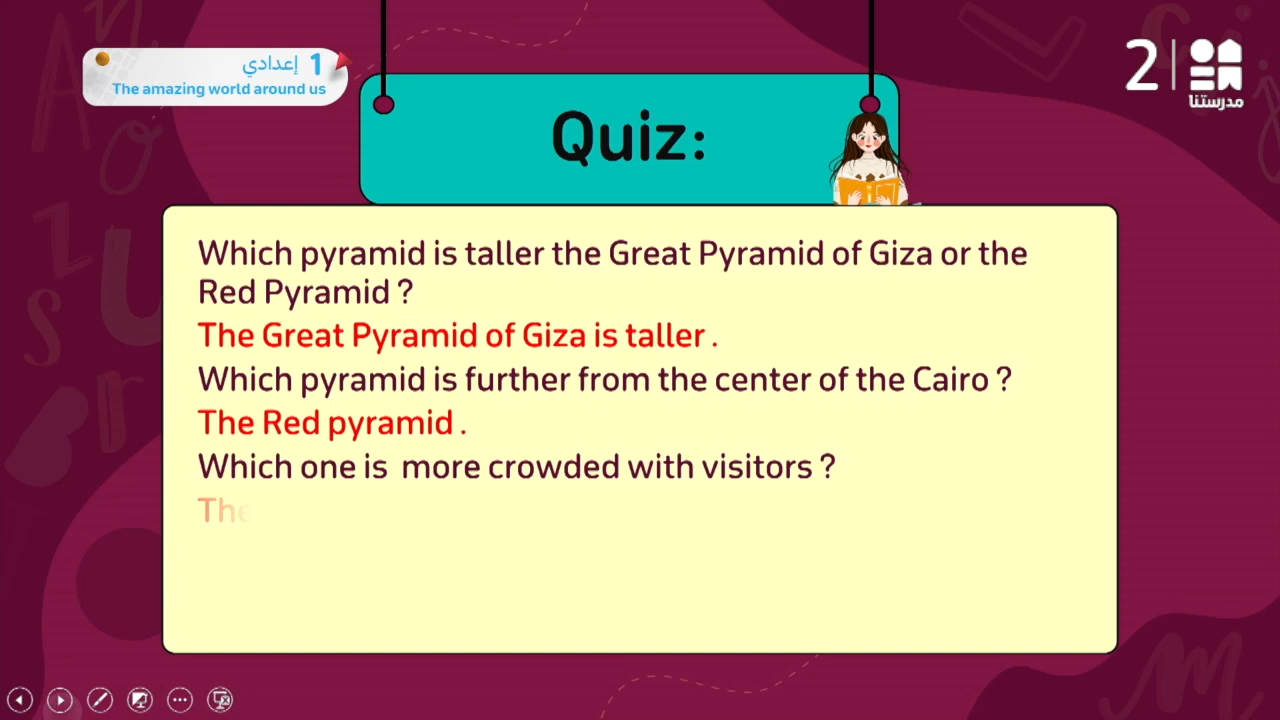 1 إعدادي
The amazing world around us
2
مدرستنا
Quiz:
Which pyramid is taller the Great Pyramid of Giza or the
Red Pyramid ?
The Great Pyramid of Giza is taller .
Which pyramid is further from the center of the Cairo ?
The Red pyramid .
Which one is more crowded with visitors ?
The